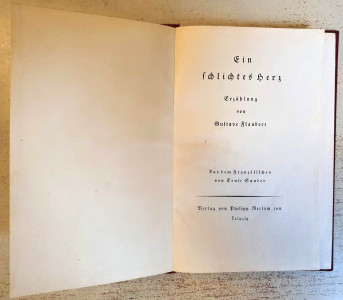 Ein
schlichtes Herz
Erzählung
von
Gustave Flaubert
Aus dem Französischen
von Ernst Sander
Verlag von Philipp Reclam jun.
Leipzig